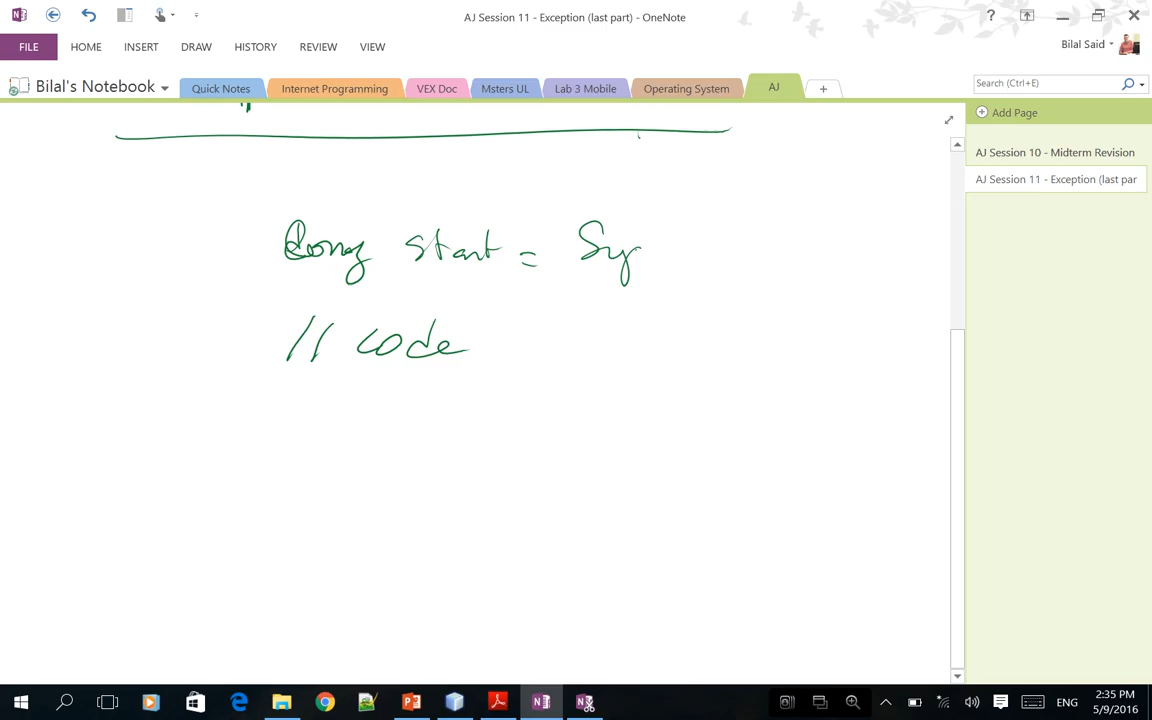 AJ Session 11 - Exception (last part) - OneNote
?
FILE HOME INSERT DRAW HISTORY REVIEW VIEW
Bilal Said
Bilal's Notebook
Quick Notes Internet Programming VEX Doc Msters UL Lab 3 Mobile Operating System AJ
Search (Ctrl+E)
Add Page
AJ Session 10 - Midterm Revision
AJ Session 11 - Exception (last par
long start = Sy
// code
ENG
2:35 PM
5/9/2016